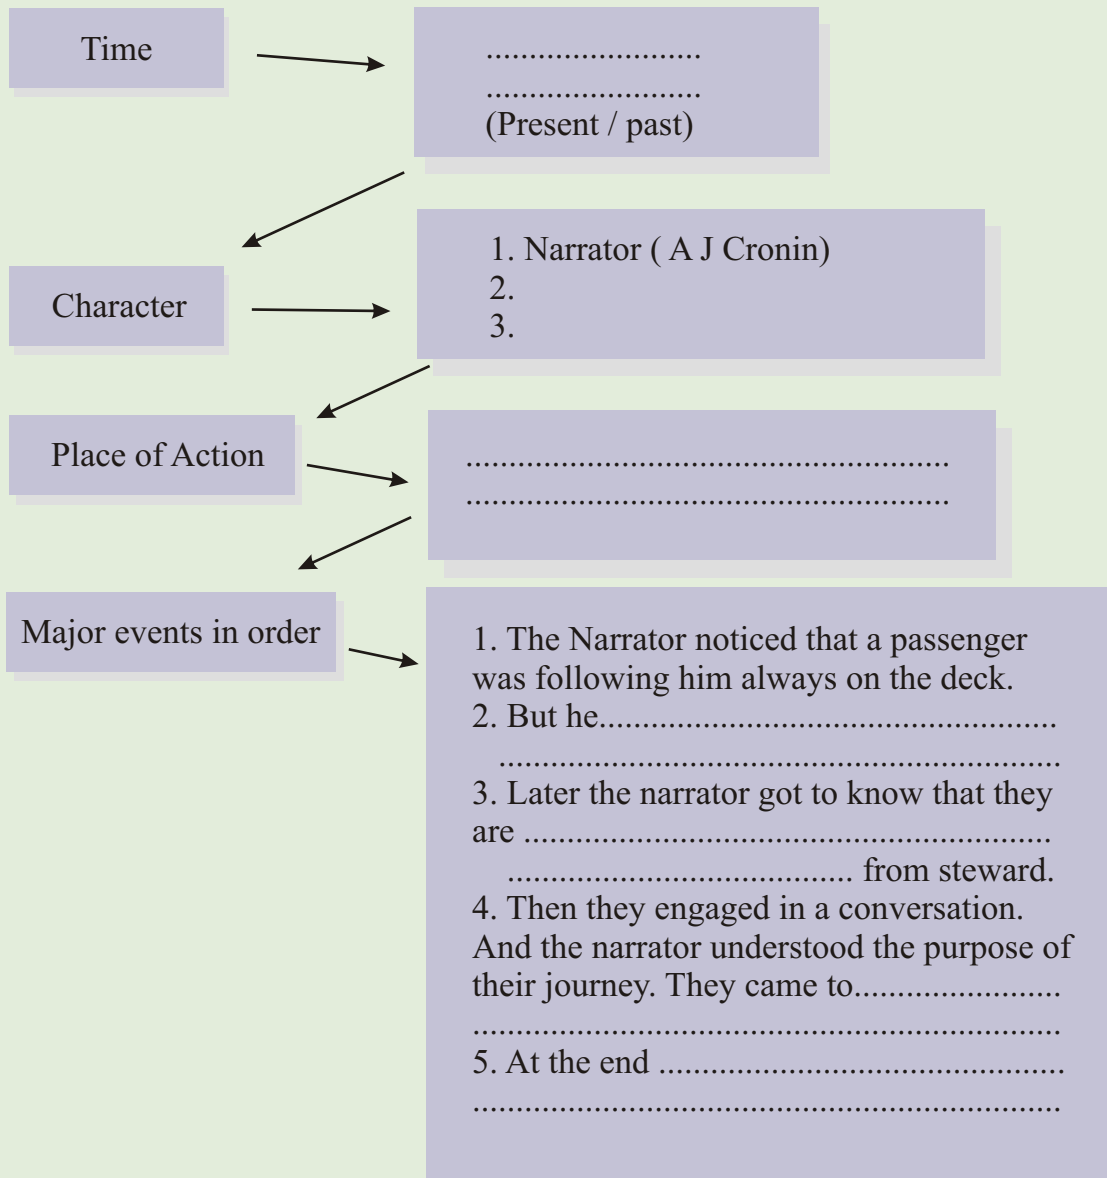 Time
........................
........................
(Present / past)
Character
1. Narrator ( A J Cronin)
2.
3.
Place of Action
......................................................
......................................................
Major events in order
1. The Narrator noticed that a passenger
was following him always on the deck.
2. But he...................................................
...............................................................
3. Later the narrator got to know that they
are ...........................................................
....................................... from steward.
4. Then they engaged in a conversation.
And the narrator understood the purpose of
their journey. They came to.......................
..................................................................
5. At the end ..............................................
..................................................................